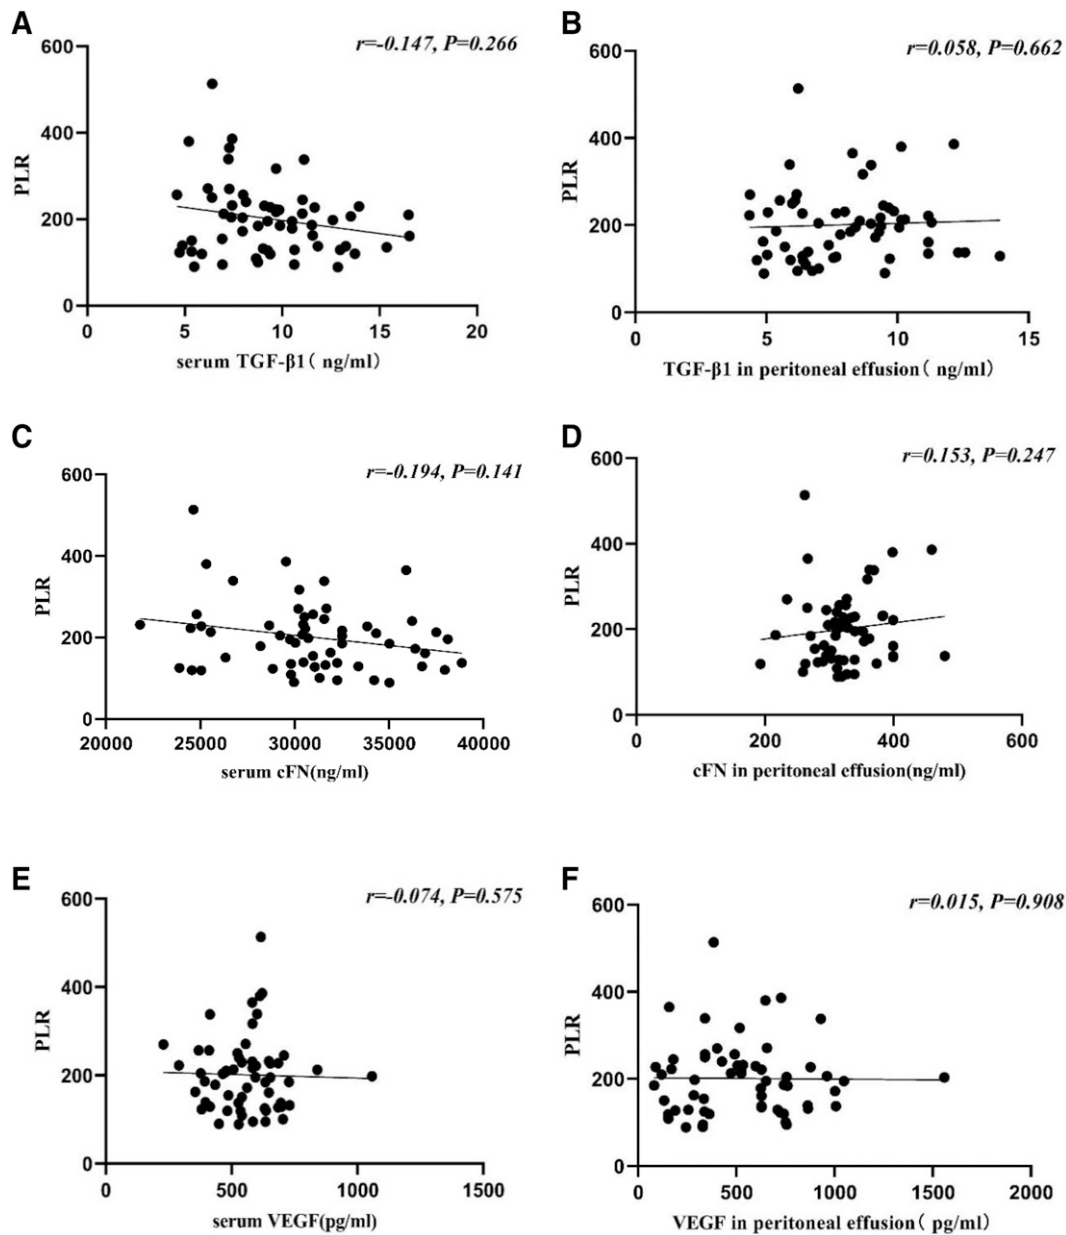 A
r=-0.147, P=0.266
600
400
200
0
PLR
0 5 10 15 20
serum TGF-β1( ng/ml)
B
r=0.058, P=0.662
600
400
200
0
PLR
0 5 10 15
TGF-β1 in peritoneal effusion( ng/ml)
C
r=-0.194, P=0.141
600
400
200
0
PLR
20000 25000 30000 35000 40000
serum cFN(ng/ml)
D
r=0.153, P=0.247
600
400
200
0
PLR
0 200 400 600
cFN in peritoneal effusion(ng/ml)
E
r=-0.074, P=0.575
600
400
200
0
PLR
0 500 1000 1500
serum VEGF(pg/ml)
F
r=0.015, P=0.908
600
400
200
0
PLR
0 500 1000 1500 2000
VEGF in peritoneal effusion( pg/ml)